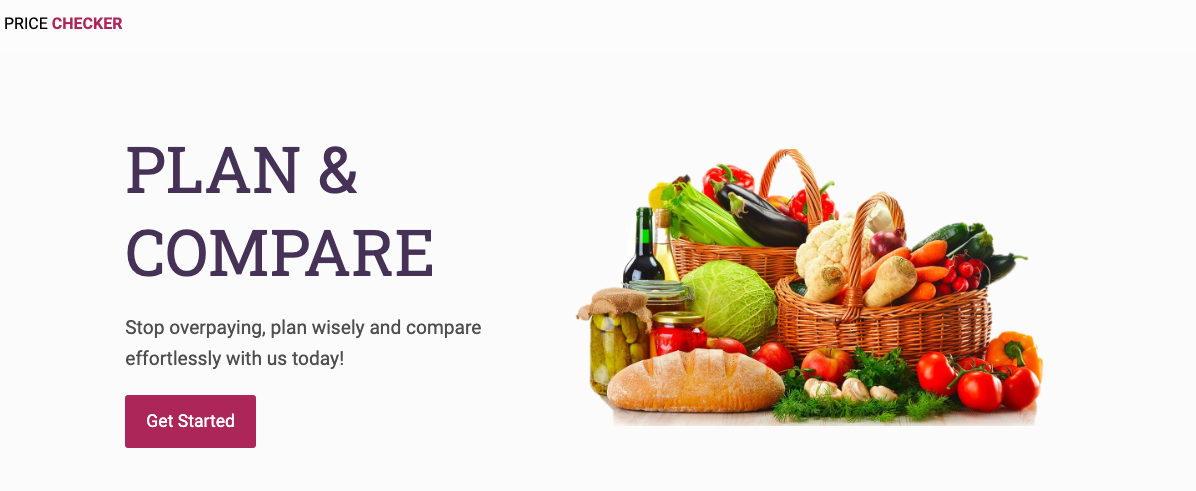 PRICE CHECKER
PLAN &
COMPARE
Stop overpaying, plan wisely and compare
effortlessly with us today!
Get Started